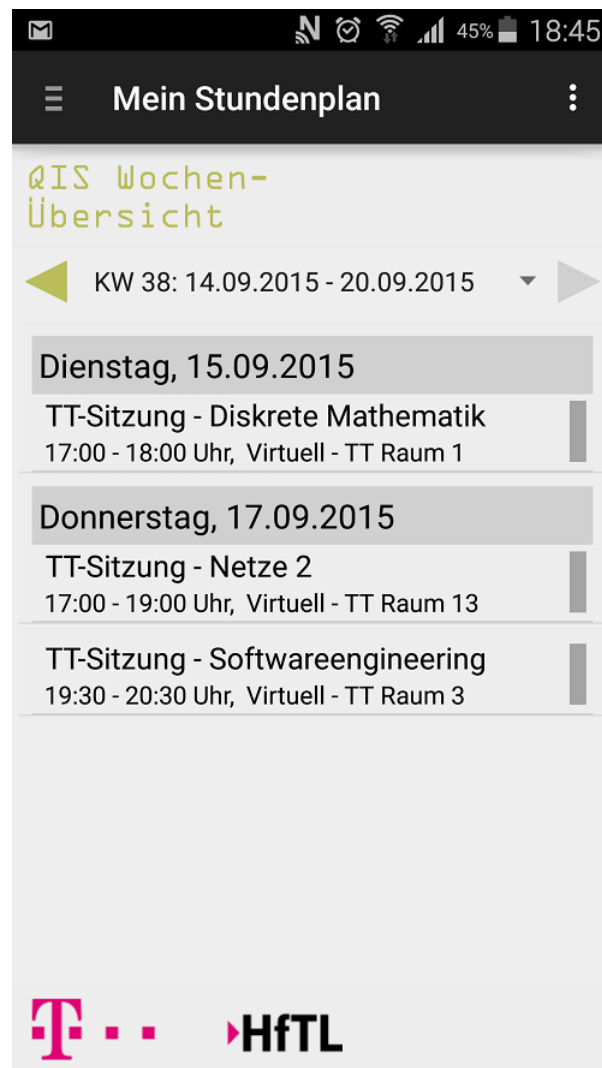 45% 18:45
Mein Stundenplan
QIS Wochen-
Übersicht
KW 38: 14.09.2015 - 20.09.2015
Dienstag, 15.09.2015
TT-Sitzung - Diskrete Mathematik
17:00 - 18:00 Uhr, Virtuell - TT Raum 1
Donnerstag, 17.09.2015
TT-Sitzung - Netze 2
17:00 - 19:00 Uhr, Virtuell - TT Raum 13
TT-Sitzung - Softwareengineering
19:30 - 20:30 Uhr, Virtuell - TT Raum 3
T HfTL